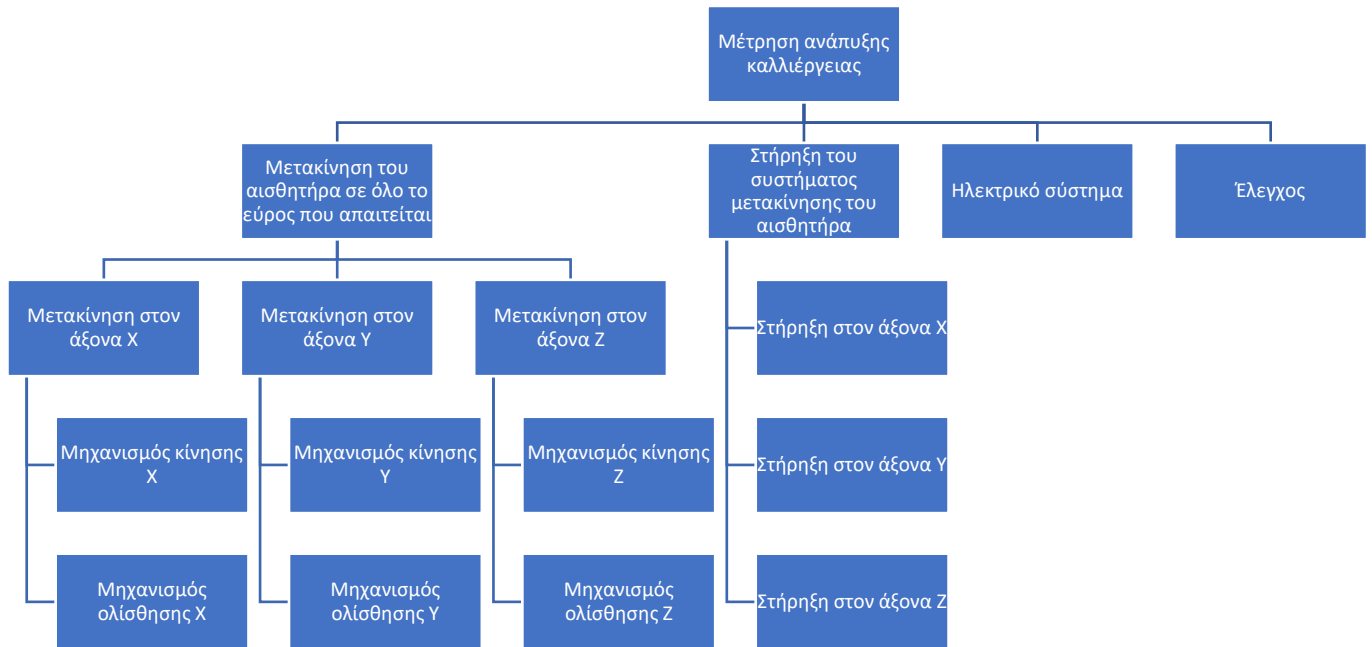 Μέτρηση ανάπυξης
καλλιέργειας
Μετακίνηση του
αισθητήρα σε όλο το
εύρος που απαιτείται
Στήρηξη του
συστήματος
μετακίνησης του
αισθητήρα
Ηλεκτρικό σύστημα
Έλεγχος
Μετακίνηση στον
άξονα Χ
Μετακίνηση στον
άξονα Υ
Μετακίνηση στον
άξονα Ζ
Στήρηξη στον άξονα Χ
Μηχανισμός κίνησης
Χ
Μηχανισμός κίνησης
Υ
Μηχανισμός κίνησης
Ζ
Στήρηξη στον άξονα Υ
Μηχανισμός
ολίσθησης Χ
Μηχανισμός
ολίσθησης Υ
Μηχανισμός
ολίσθησης Ζ
Στήρηξη στον άξονα Ζ